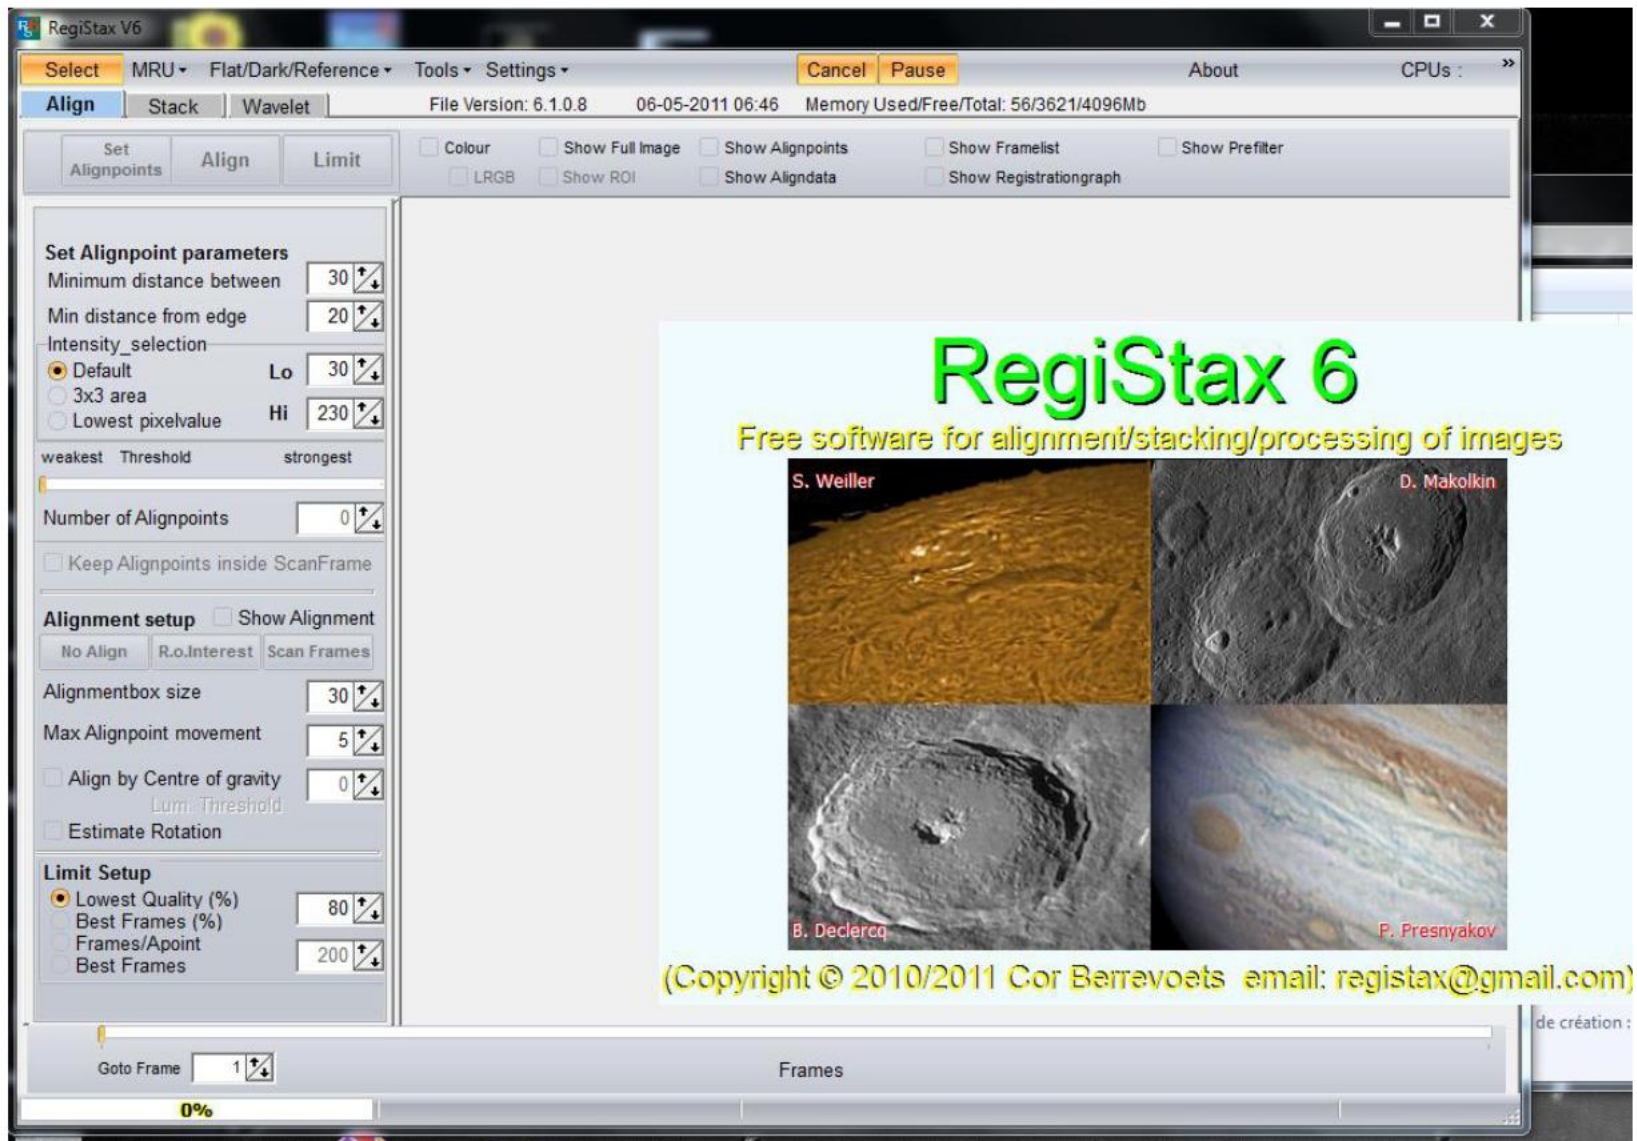 RegiStax V6
Select MRU Flat/Dark/Reference Tools Settings Cancel Pause About CPUs : »
Align Stack Wavelet File Version: 6.1.0.8 06-05-2011 06:46 Memory Used/Free/Total: 56/3621/4096Mb
Set Alignpoints Align Limit
Colour Show Full Image Show Alignpoints Show Framelist Show Prefilter
LRGB Show ROI Show Aligndata Show Registrationgraph
Set Alignpoint parameters
Minimum distance between 30
Min distance from edge 20
Intensity_selection
Default Lo 30
3x3 area
Lowest pixelvalue Hi 230
weakest Threshold strongest
Number of Alignpoints 0
Keep Alignpoints inside ScanFrame
Alignment setup Show Alignment
No Align R.o.Interest Scan Frames
Alignmentbox size 30
Max Alignpoint movement 5
Align by Centre of gravity 0
Lum. Threshold
Estimate Rotation
Limit Setup
Lowest Quality (%) 80
Best Frames (%)
Frames/Apoint
Best Frames 200
RegiStax 6
Free software for alignment/stacking/processing of images
S. Weiller D. Makolkin
B. Declercq P. Presnyakov
(Copyright © 2010/2011 Cor Berrevoets email: registax@gmail.com)
de création :
Goto Frame 1 Frames
0%